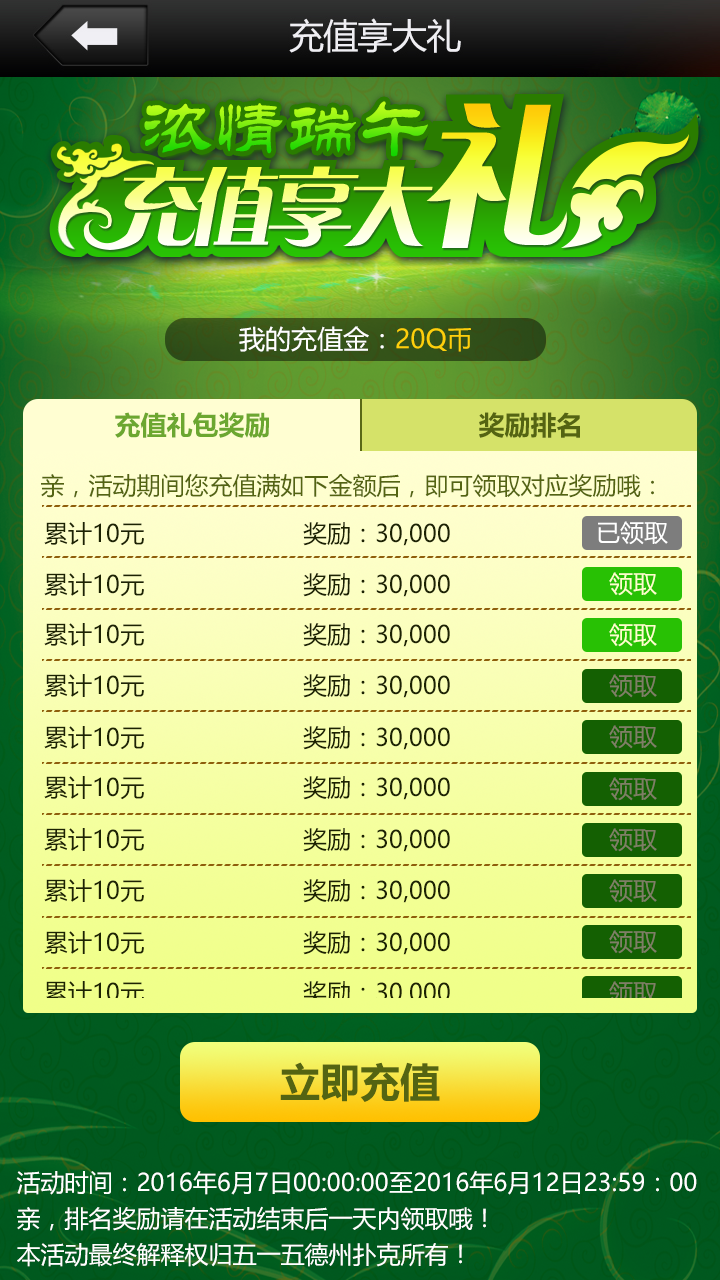 充值享大礼
浓情端午
充值享大礼
我的充值金：20Q币
充值礼包奖励 奖励排名
亲，活动期间您充值满如下金额后，即可领取对应奖励哦：
累计10元 奖励：30,000 已领取
累计10元 奖励：30,000 领取
累计10元 奖励：30,000 领取
累计10元 奖励：30,000 领取
累计10元 奖励：30,000 领取
累计10元 奖励：30,000 领取
累计10元 奖励：30,000 领取
累计10元 奖励：30,000 领取
累计10元 奖励：30,000 领取
累计10元 奖励：30,000 领取
立即充值
活动时间：2016年6月7日00:00:00至2016年6月12日23:59：00
亲，排名奖励请在活动结束后一天内领取哦！
本活动最终解释权归五一五德州扑克所有！